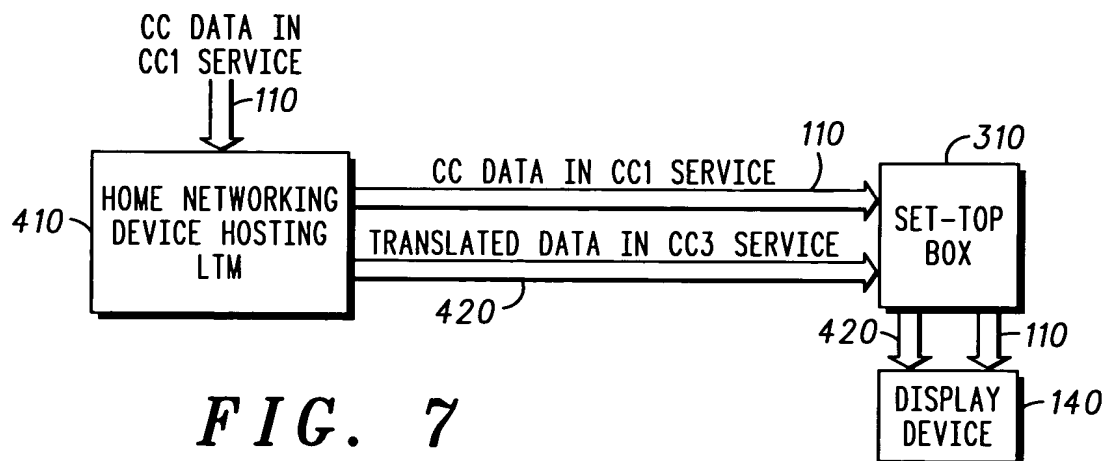 CC DATA IN
CC1 SERVICE
110
410
HOME NETWORKING
DEVICE HOSTING
LTM
CC DATA IN CC1 SERVICE
110
TRANSLATED DATA IN CC3 SERVICE
420
310
SET-TOP
BOX
420
110
DISPLAY
DEVICE
140
FIG. 7